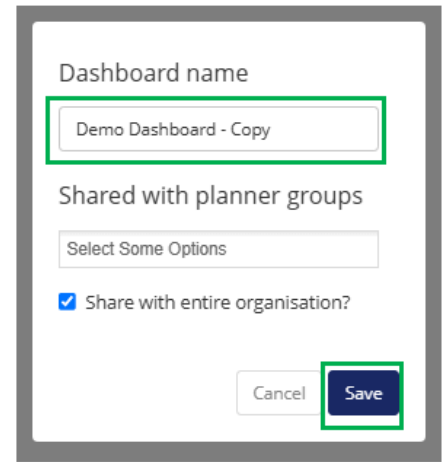 Dashboard name
Demo Dashboard - Copy
Shared with planner groups
Select Some Options
Share with entire organisation?
Cancel Save